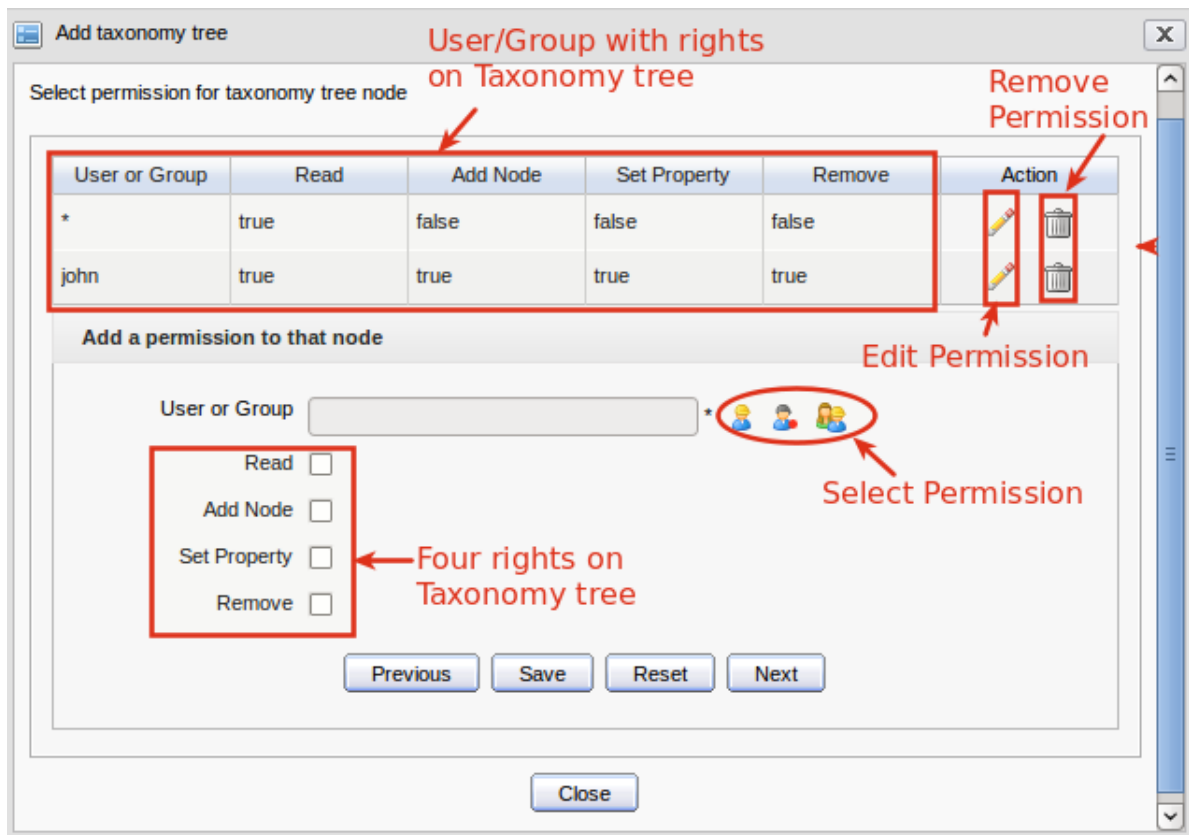 Add taxonomy tree
X
User/Group with rights
on Taxonomy tree
Select permission for taxonomy tree node
Remove
Permission
User or Group Read Add Node Set Property Remove Action
* true false false false
john true true true true
Add a permission to that node
Edit Permission
User or Group *
Select Permission
Read
Add Node
Set Property
Remove
Four rights on
Taxonomy tree
Previous Save Reset Next
Close